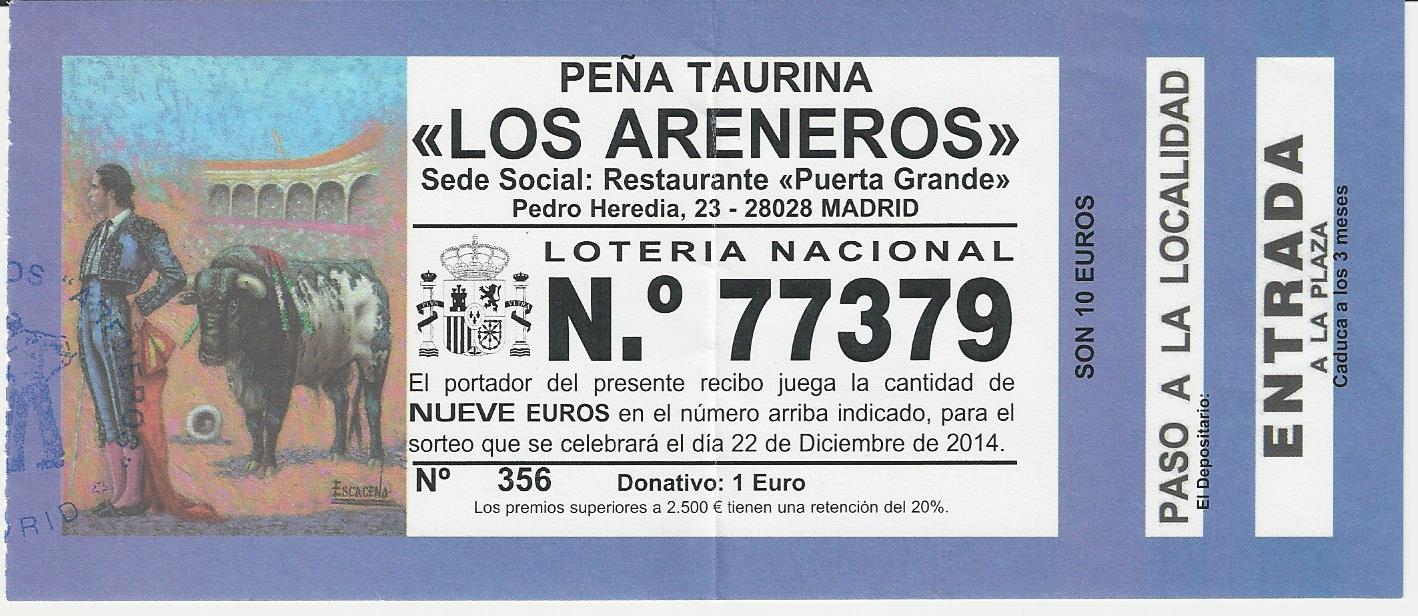 PEÑA TAURINA
«LOS ARENEROS»
Sede Social: Restaurante «Puerta Grande»
Pedro Heredia, 23 - 28028 MADRID
LOTERIA NACIONAL
N.º 77379
El portador del presente recibo juega la cantidad de
NUEVE EUROS en el número arriba indicado, para el
sorteo que se celebrará el día 22 de Diciembre de 2014.
Nº 356 Donativo: 1 Euro
Los premios superiores a 2.500 € tienen una retención del 20%.
ESCACENA
SON 10 EUROS
PASO A LA LOCALIDAD
El Depositario:
ENTRADA
A LA PLAZA
Caduca a los 3 meses